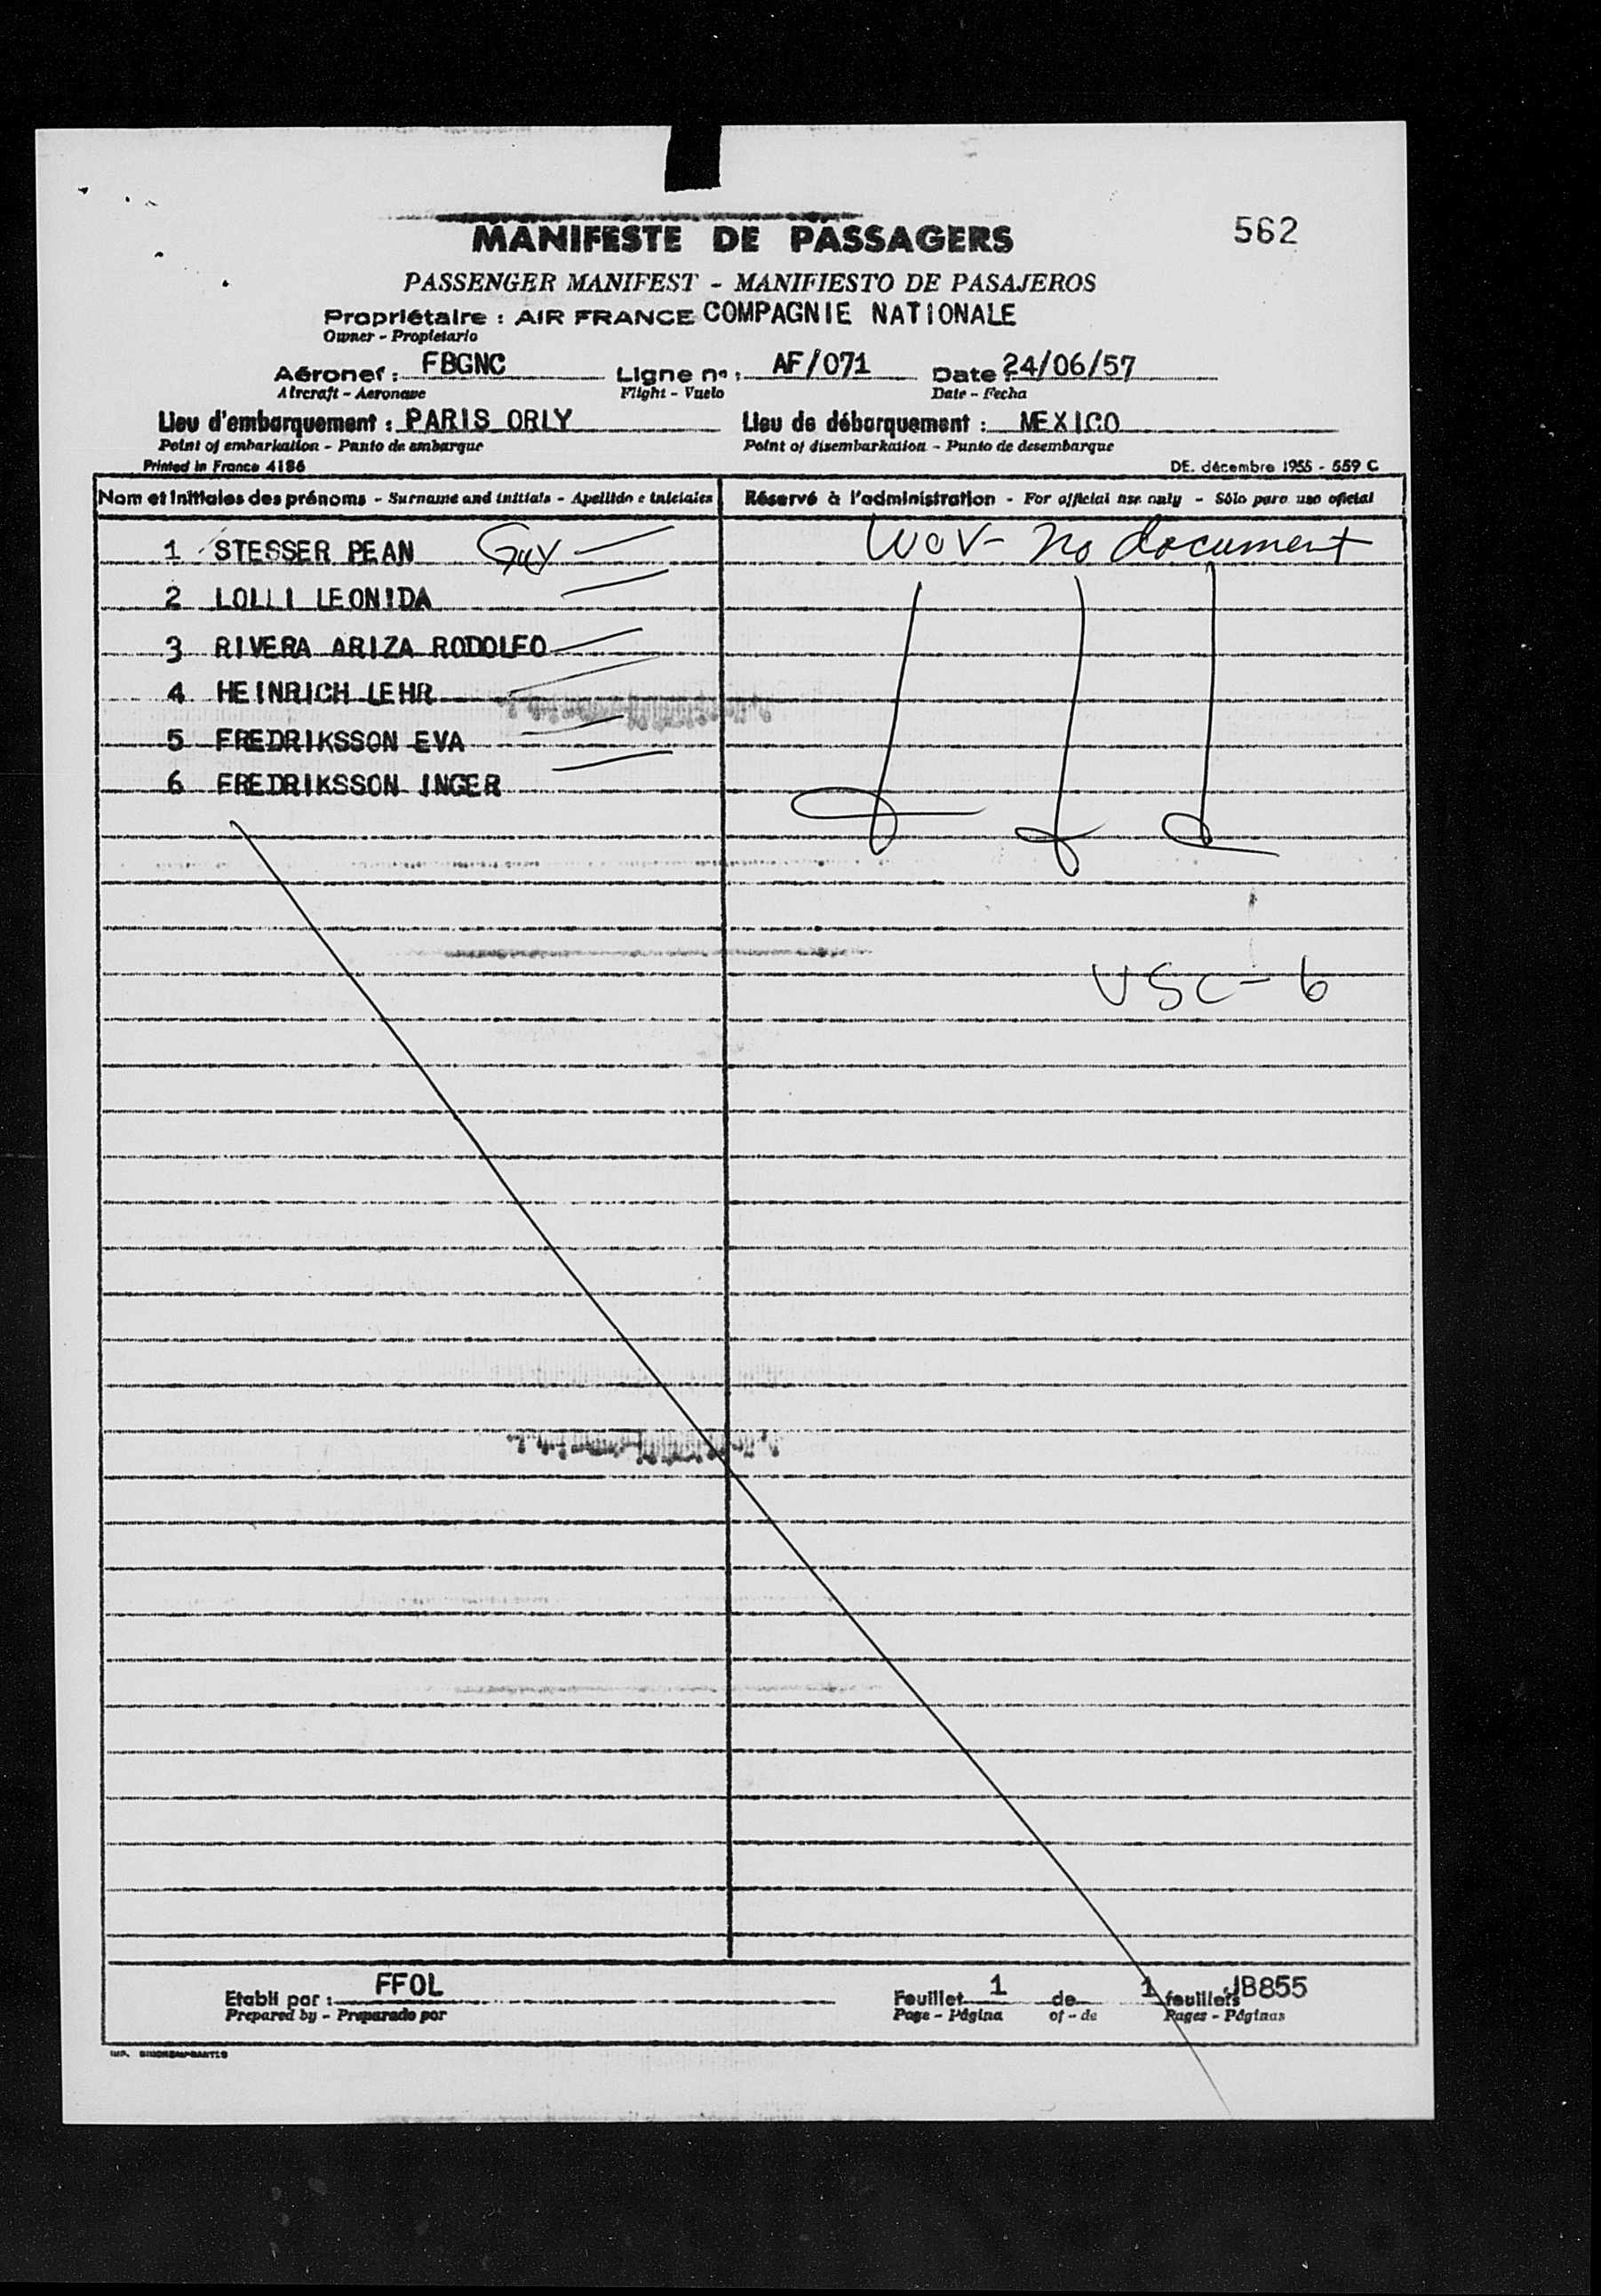 562
MANIFESTE DE PASSAGERS
PASSENGER MANIFEST - MANIFIESTO DE PASAJEROS
Propriétaire : AIR FRANCE COMPAGNIE NATIONALE
Owner - Propietario
Aéronef : FBGNC Ligne nº : AF/071 Date : 24/06/57
Aircraft - Aeronave Flight - Vuelo Date - Fecha
Lieu d'embarquement : PARIS ORLY Lieu de débarquement : MEXICO
Point of embarkation - Punto de embarque Point of disembarkation - Punto de desembarque
Printed in France 4186 DE. décembre 1955 - 559 C
Nom et initiales des prénoms - Surname and initials - Apellido e iniciales Réservé à l'administration - For official use only - Sólo para uso oficial
1 STESSER PEAN Guy WOV- No document
2 LOLLI LEONIDA
3 RIVERA ARIZA RODOLFO
4 HEINRICH LEHR
5 FREDRIKSSON EVA
6 FREDRIKSSON INGER
USC-6
Etabli par : FFOL Feuillet 1 de 1 feuillets JB855
Prepared by - Preparado por Page - Página of - de Pages - Páginas